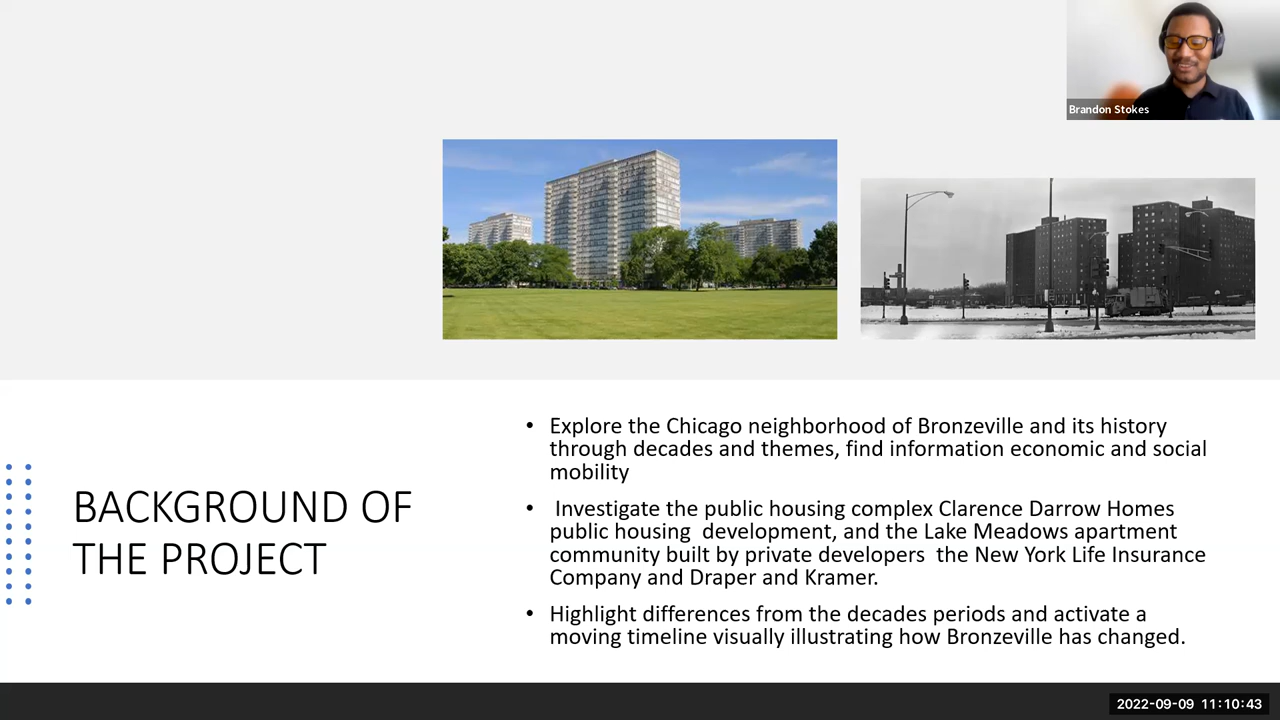 Brandon Stokes
BACKGROUND OF
THE PROJECT
• Explore the Chicago neighborhood of Bronzeville and its history
through decades and themes, find information economic and social
mobility
• Investigate the public housing complex Clarence Darrow Homes
public housing  development, and the Lake Meadows apartment
community built by private developers  the New York Life Insurance
Company and Draper and Kramer.
• Highlight differences from the decades periods and activate a
moving timeline visually illustrating how Bronzeville has changed.
2022-09-09 11:10:43